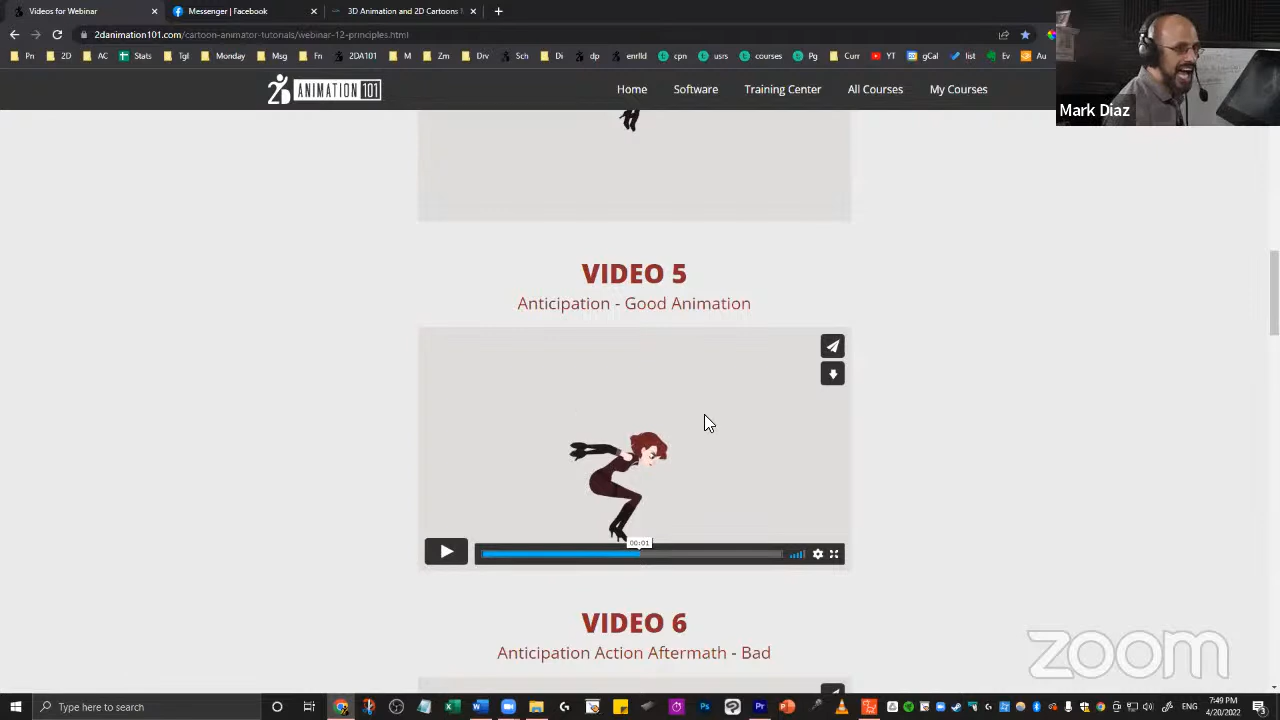 Videos for Webinar
Messenger | Facebook
3D Animation and 2D Cartoons
2danimation101.com/cartoon-animator-tutorials/webinar-12-principles.html
Pn
2D
AC
Stats
Tgl
Monday
Msg
Fn
2DA101
M
Zm
Drv
dp
enrlld
cpn
usrs
courses
Pg
Curr
YT
gCal
list
Ev
Au
ANIMATION 101
Home
Software
Training Center
All Courses
My Courses
Mark Diaz
VIDEO 5
Anticipation - Good Animation
00:01
VIDEO 6
Anticipation Action Aftermath - Bad
zoom
Type here to search
7:49 PM
4/20/2022